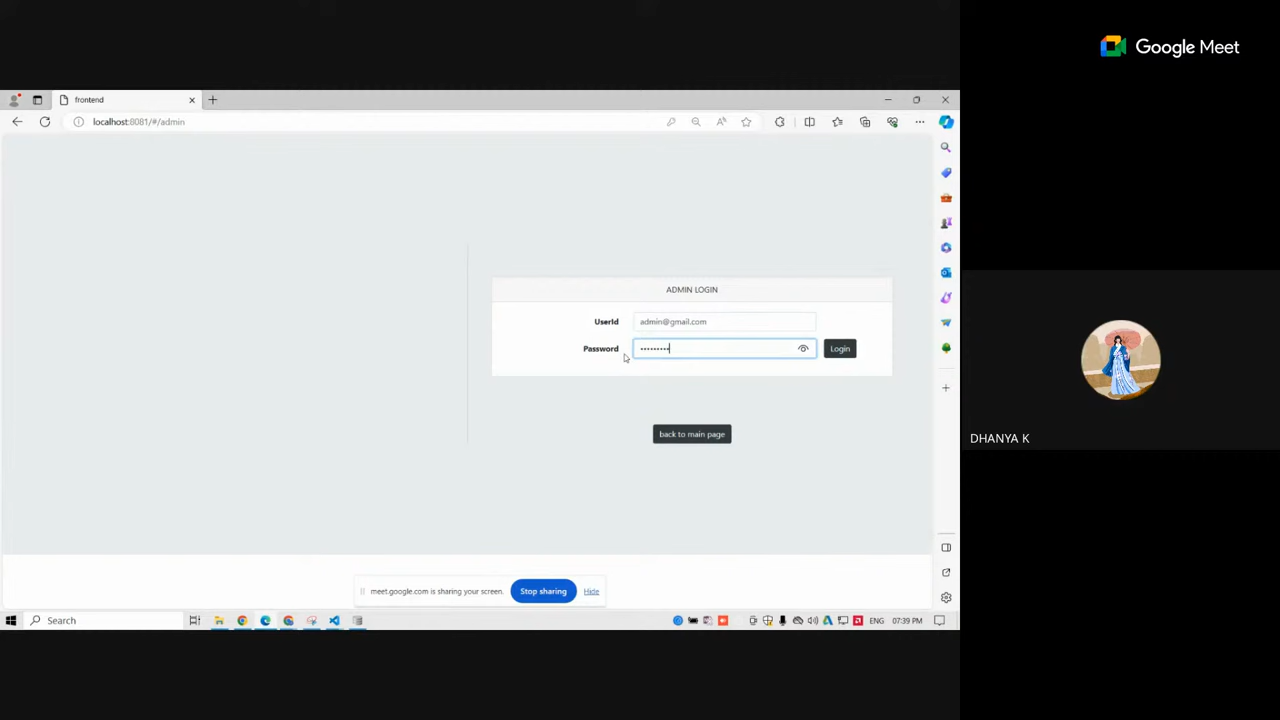 Google Meet
frontend
localhost:8081/#/admin
ADMIN LOGIN
UserId
admin@gmail.com
Password
•••••••••
Login
back to main page
DHANYA K
meet.google.com is sharing your screen.
Stop sharing
Hide
Search
ENG
07:39 PM